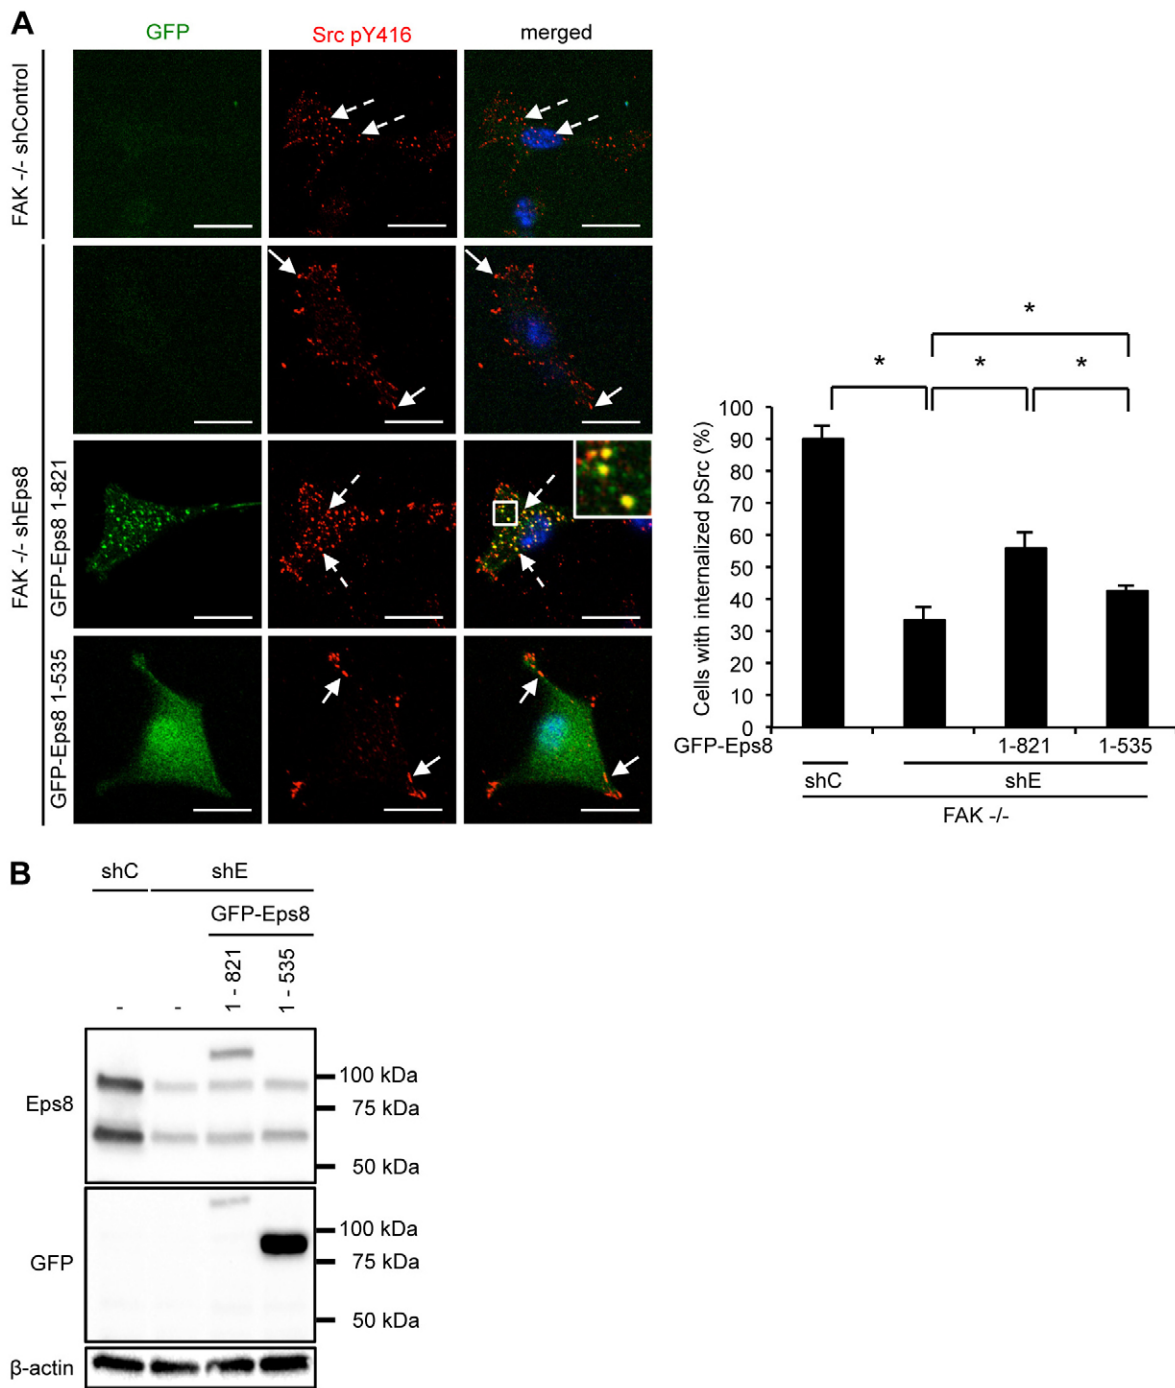 A
GFP
Src pY416
merged
FAK -/- shControl
FAK -/- shEps8
GFP-Eps8 1-821
GFP-Eps8 1-535
*
* * *
Cells with internalized pSrc (%)
100
90
80
70
60
50
40
30
20
10
0
GFP-Eps8 1-821 1-535
shC shE
FAK -/-
B
shC shE
GFP-Eps8
- - 1 - 821 1 - 535
Eps8
100 kDa
75 kDa
50 kDa
GFP
100 kDa
75 kDa
50 kDa
β-actin